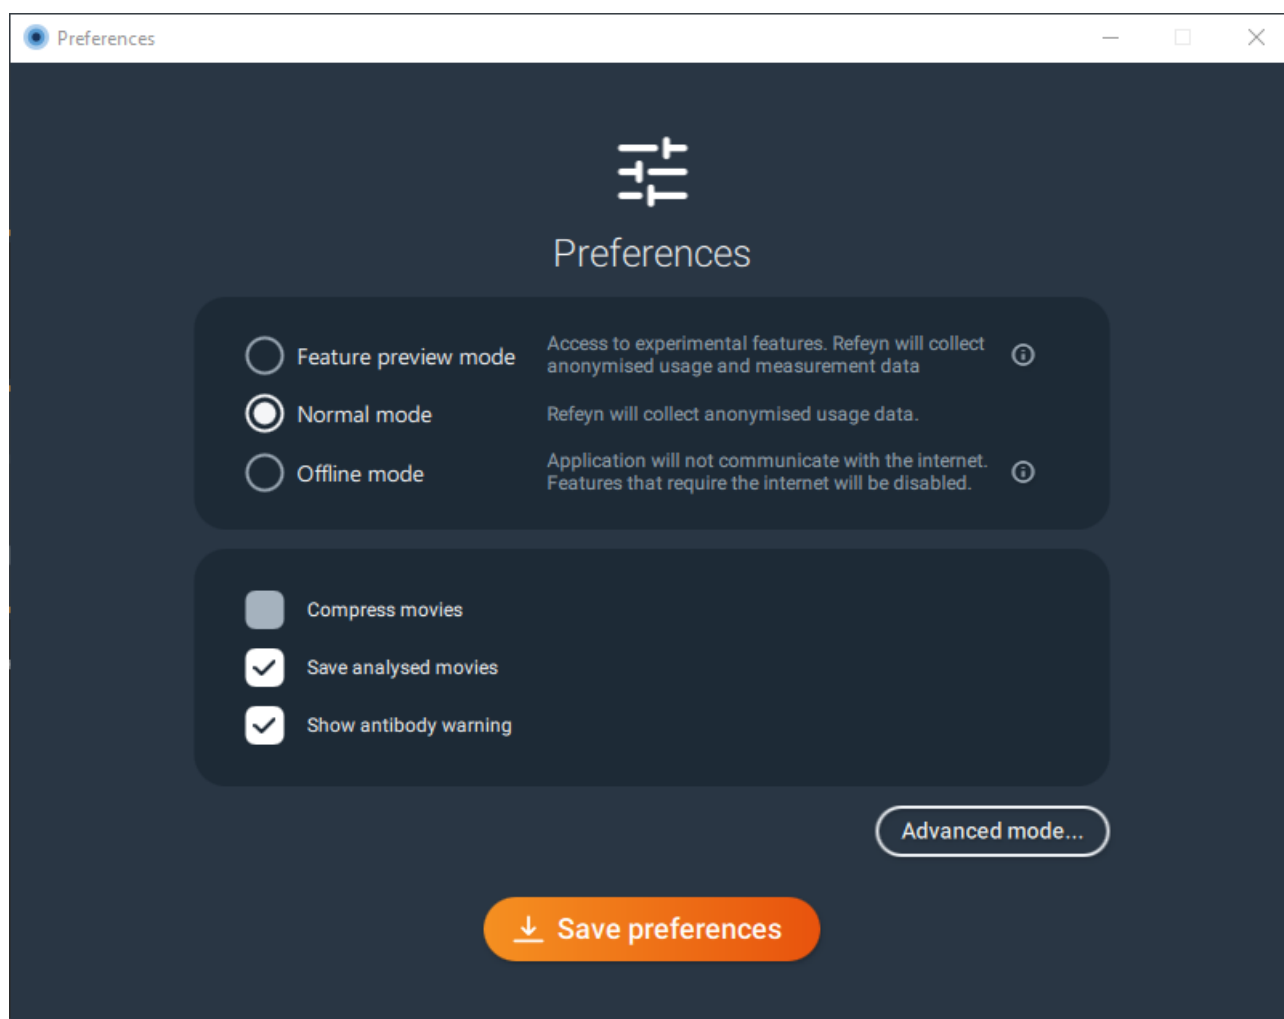 Preferences
Preferences
Feature preview mode
Access to experimental features. Refeyn will collect
anonymised usage and measurement data
Normal mode
Refeyn will collect anonymised usage data.
Offline mode
Application will not communicate with the internet.
Features that require the internet will be disabled.
Compress movies
Save analysed movies
Show antibody warning
Advanced mode...
Save preferences